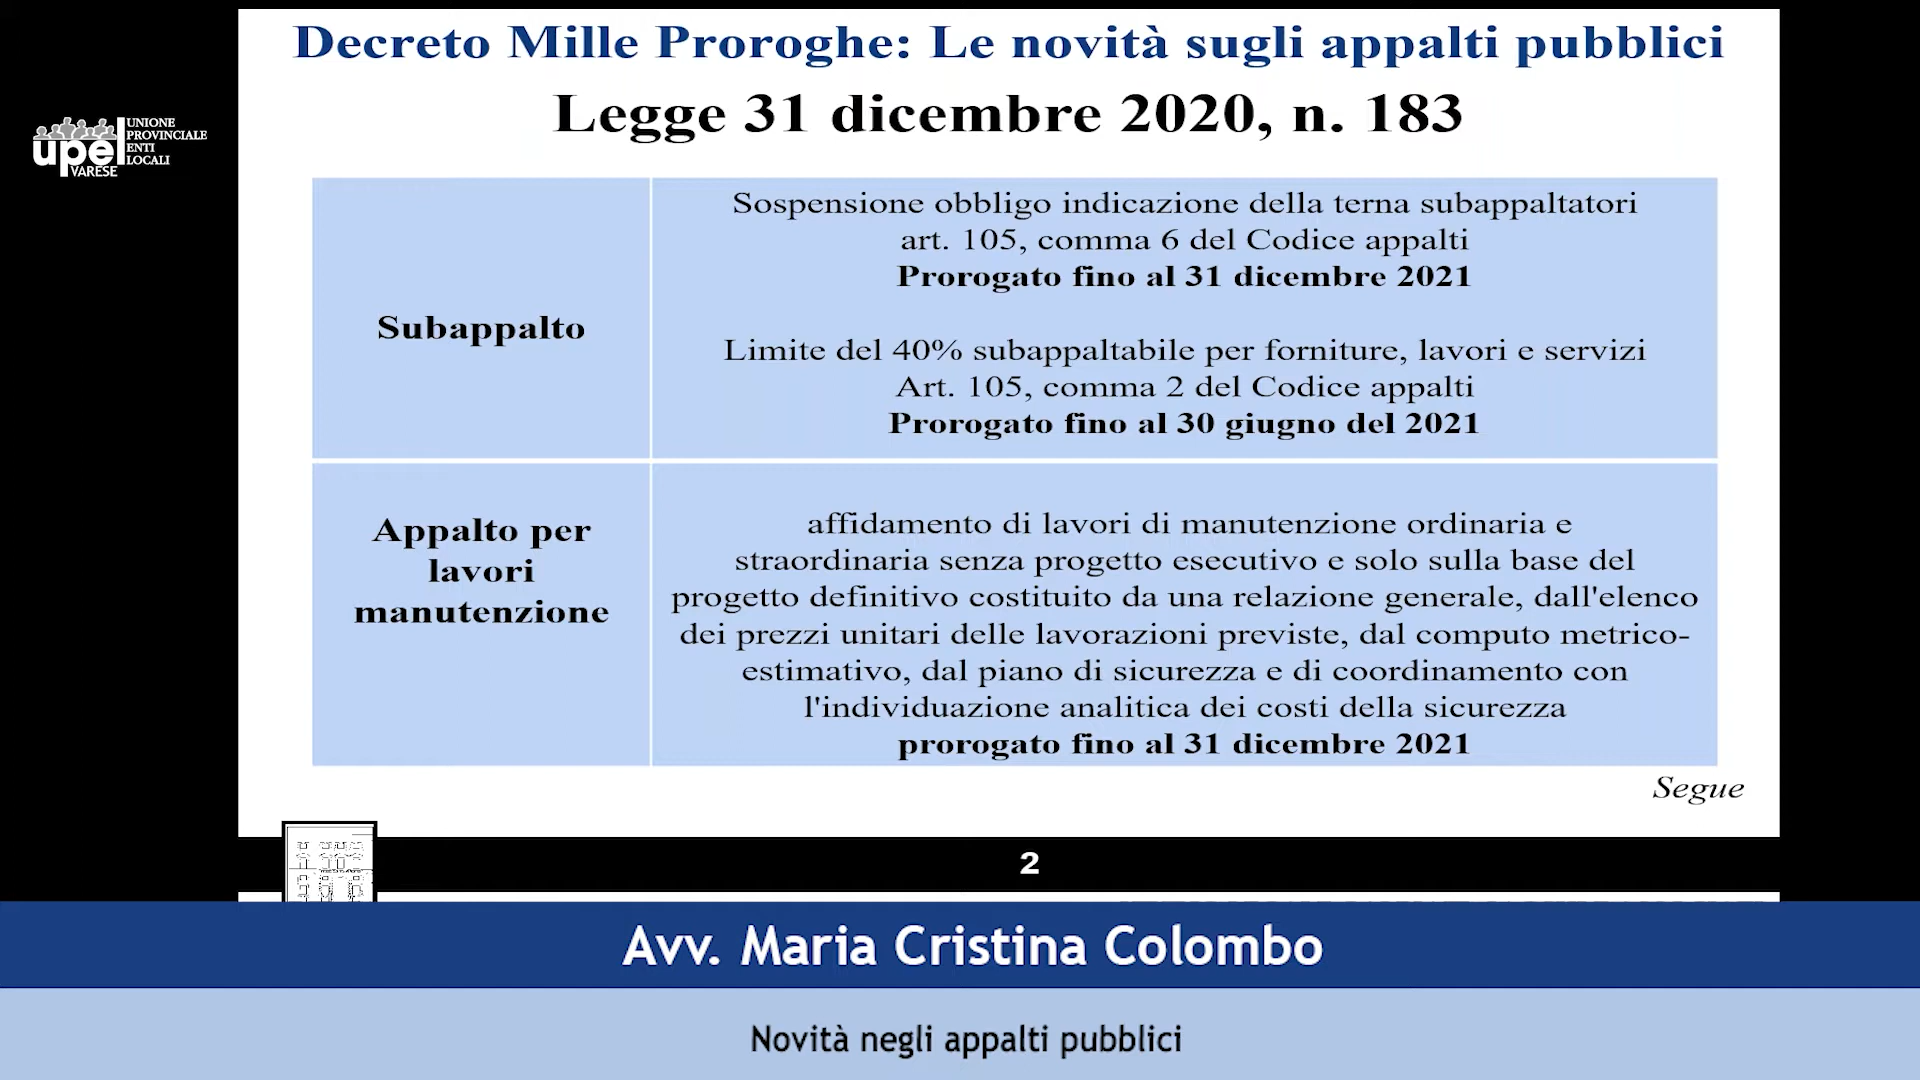 Decreto Mille Proroghe: Le novità sugli appalti pubblici
Legge 31 dicembre 2020, n. 183
upel
VARESE
UNIONE
PROVINCIALE
ENTI
LOCALI
Subappalto
Sospensione obbligo indicazione della terna subappaltatori
art. 105, comma 6 del Codice appalti
Prorogato fino al 31 dicembre 2021
Limite del 40% subappaltabile per forniture, lavori e servizi
Art. 105, comma 2 del Codice appalti
Prorogato fino al 30 giugno del 2021
Appalto per
lavori
manutenzione
affidamento di lavori di manutenzione ordinaria e
straordinaria senza progetto esecutivo e solo sulla base del
progetto definitivo costituito da una relazione generale, dall'elenco
dei prezzi unitari delle lavorazioni previste, dal computo metrico-
estimativo, dal piano di sicurezza e di coordinamento con
l'individuazione analitica dei costi della sicurezza
prorogato fino al 31 dicembre 2021
Segue
2
Avv. Maria Cristina Colombo
Novità negli appalti pubblici